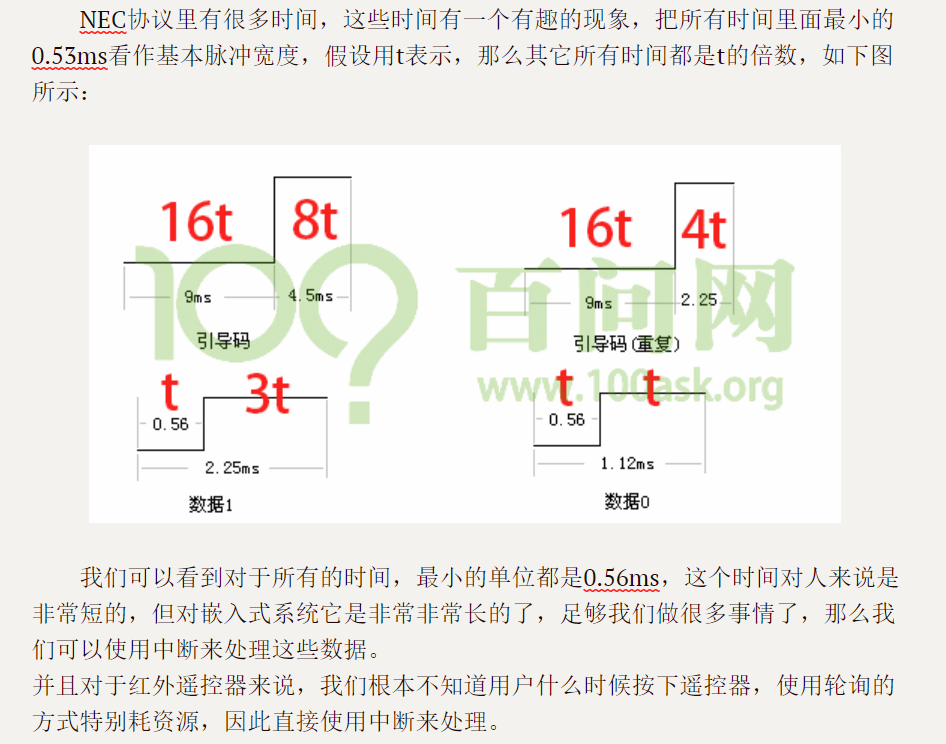 NEC协议里有很多时间，这些时间有一个有趣的现象，把所有时间里面最小的
0.53ms看作基本脉冲宽度，假设用t表示，那么其它所有时间都是t的倍数，如下图
所示：
16t 8t
9ms 4.5ms
引导码
16t 4t
9ms 2.25
引导码(重复)
100?
百问网
www.100ask.org
t 3t
0.56
2.25ms
数据1
t t
0.56
1.12ms
数据0
我们可以看到对于所有的时间，最小的单位都是0.56ms，这个时间对人来说是
非常短的，但对嵌入式系统它是非常非常长的了，足够我们做很多事情了，那么我
们可以使用中断来处理这些数据。
并且对于红外遥控器来说，我们根本不知道用户什么时候按下遥控器，使用轮询的
方式特别耗资源，因此直接使用中断来处理。